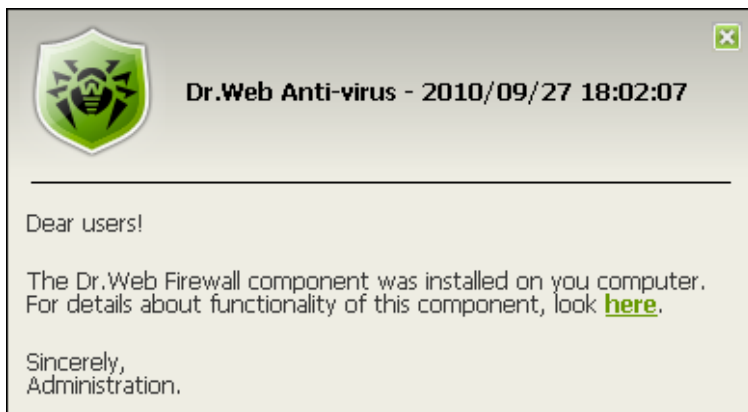 Dr.Web Anti-virus - 2010/09/27 18:02:07
Dear users!
The Dr.Web Firewall component was installed on you computer.
For details about functionality of this component, look here.
Sincerely,
Administration.